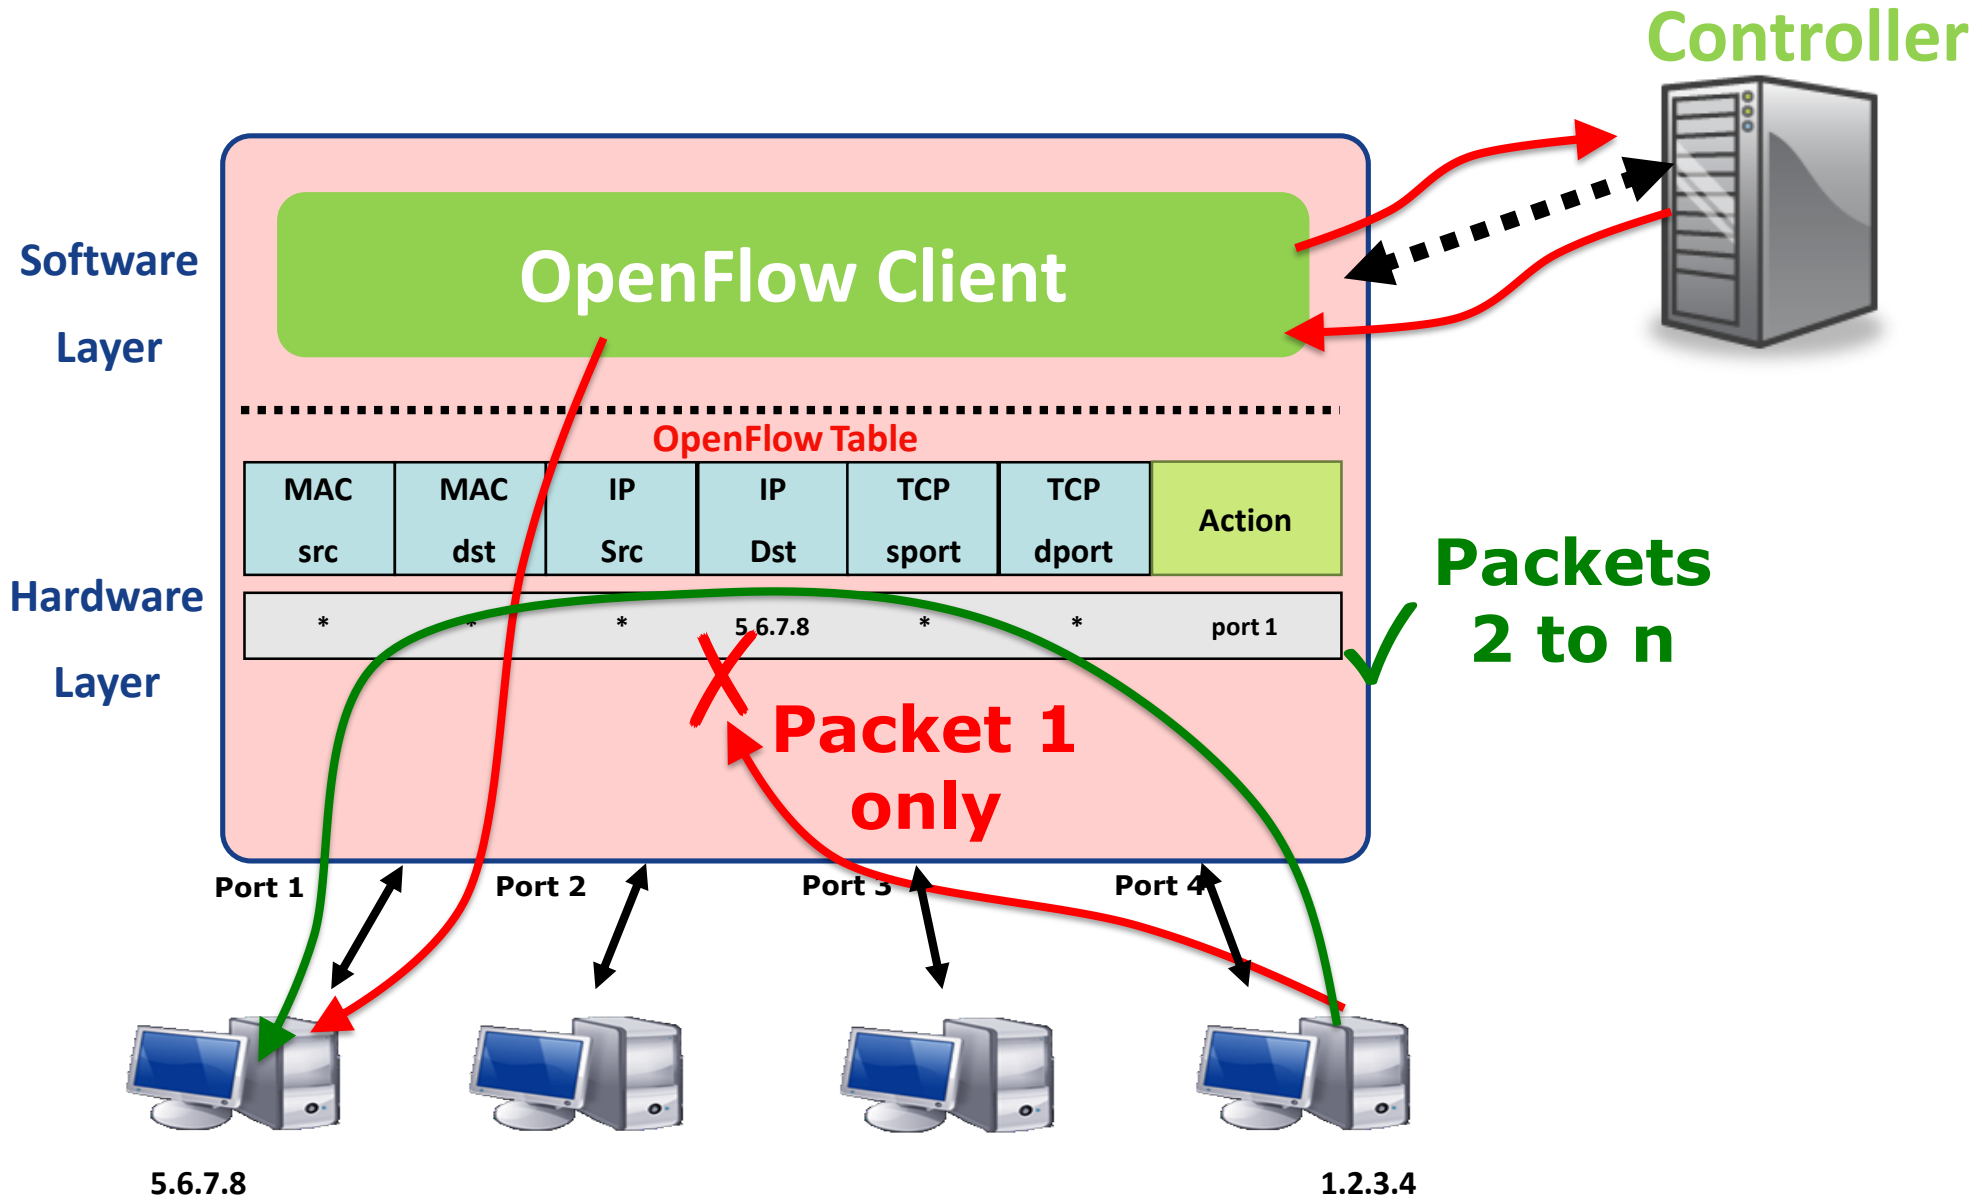 Controller
Software
Layer
OpenFlow Client
OpenFlow Table
MAC
src
MAC
dst
IP
Src
IP
Dst
TCP
sport
TCP
dport
Action
Hardware
Layer
* * * 5.6.7.8 * * port 1
Packets
2 to n
Packet 1
only
Port 1
Port 2
Port 3
Port 4
5.6.7.8
1.2.3.4